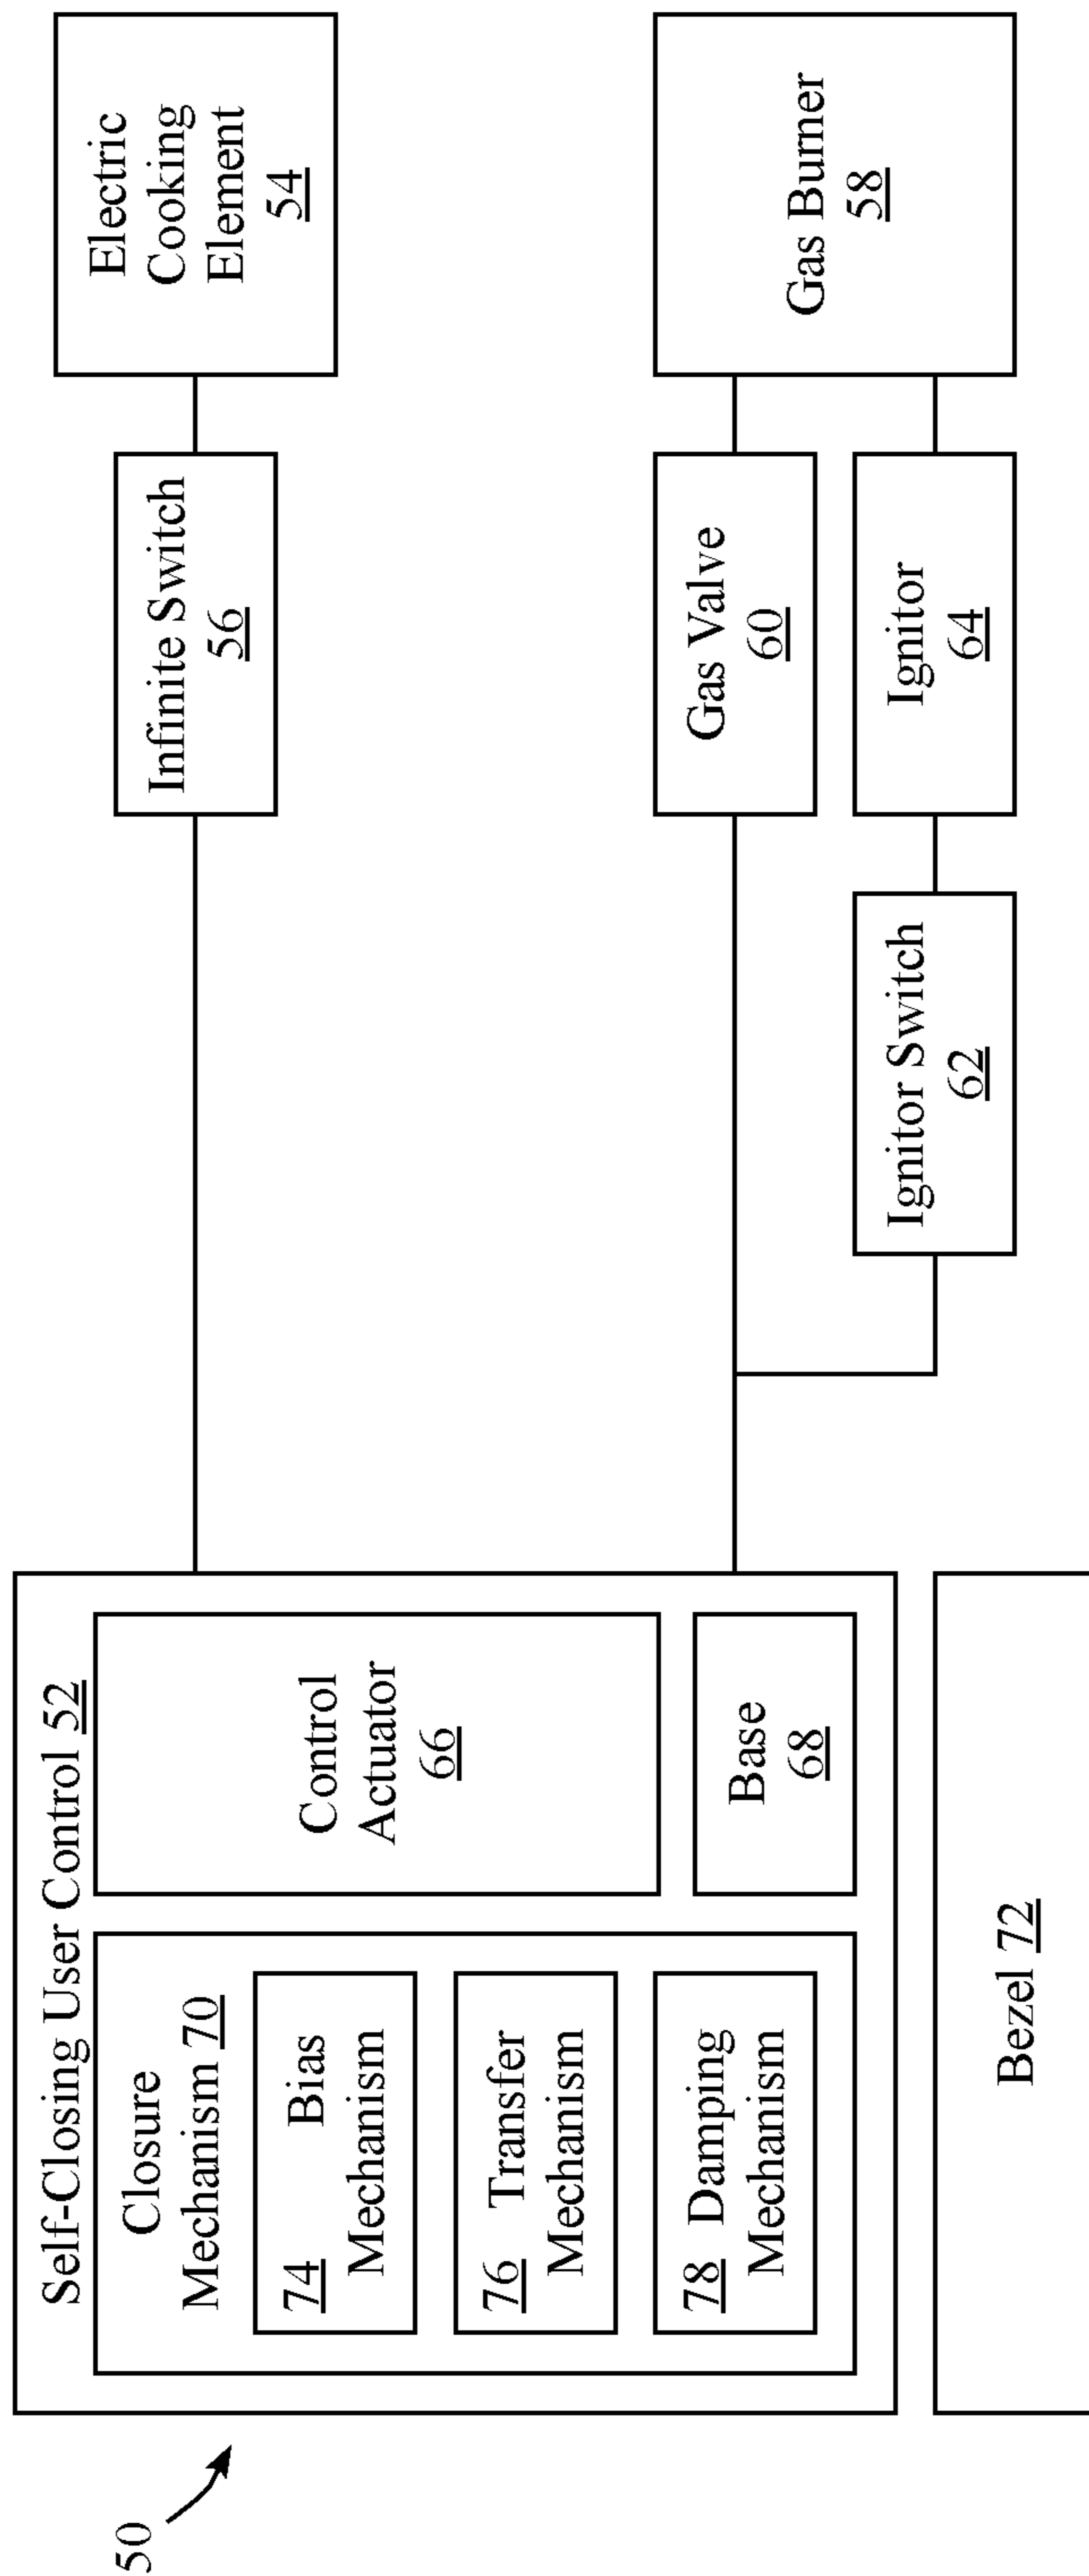 50
Self-Closing User Control 52
Closure
Mechanism 70
74 Bias
Mechanism
76 Transfer
Mechanism
78 Damping
Mechanism
Control
Actuator
66
Base
68
Bezel 72
Infinite Switch
56
Electric
Cooking
Element
54
Gas Valve
60
Ignitor Switch
62
Ignitor
64
Gas Burner
58